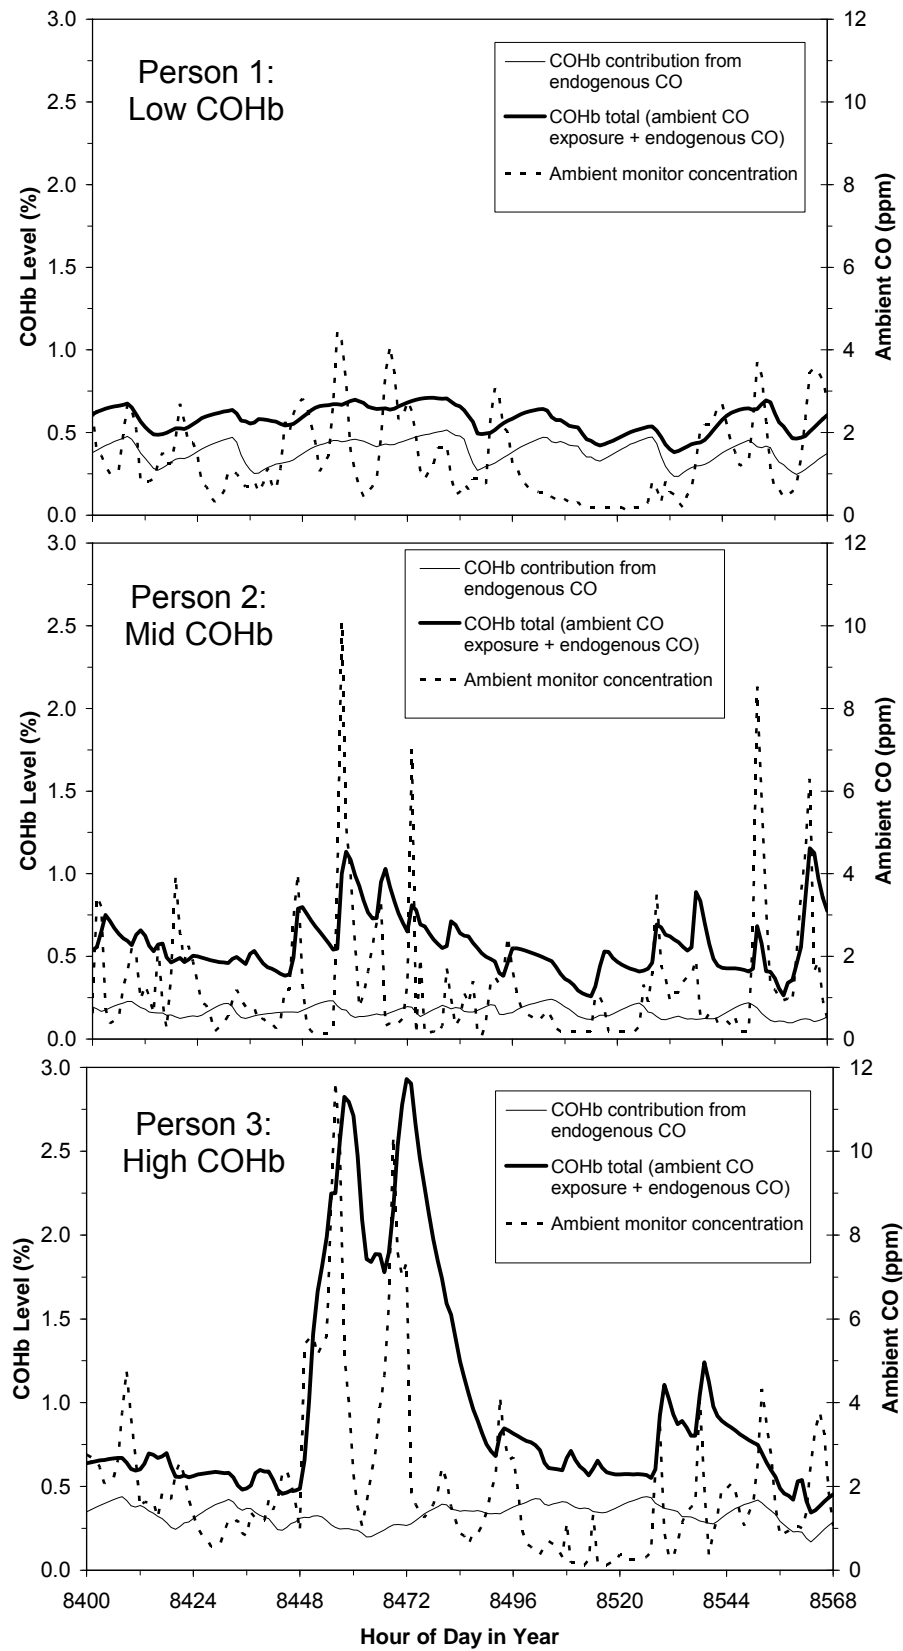 Person 1:
Low COHb
COHb contribution from
endogenous CO
COHb total (ambient CO
exposure + endogenous CO)
Ambient monitor concentration
COHb Level (%)
3.0
2.5
2.0
1.5
1.0
0.5
0.0
Ambient CO (ppm)
12
10
8
6
4
2
0
Person 2:
Mid COHb
COHb contribution from
endogenous CO
COHb total (ambient CO
exposure + endogenous CO)
Ambient monitor concentration
COHb Level (%)
3.0
2.5
2.0
1.5
1.0
0.5
0.0
Ambient CO (ppm)
12
10
8
6
4
2
0
Person 3:
High COHb
COHb contribution from
endogenous CO
COHb total (ambient CO
exposure + endogenous CO)
Ambient monitor concentration
COHb Level (%)
3.0
2.5
2.0
1.5
1.0
0.5
0.0
Ambient CO (ppm)
12
10
8
6
4
2
0
8400 8424 8448 8472 8496 8520 8544 8568
Hour of Day in Year